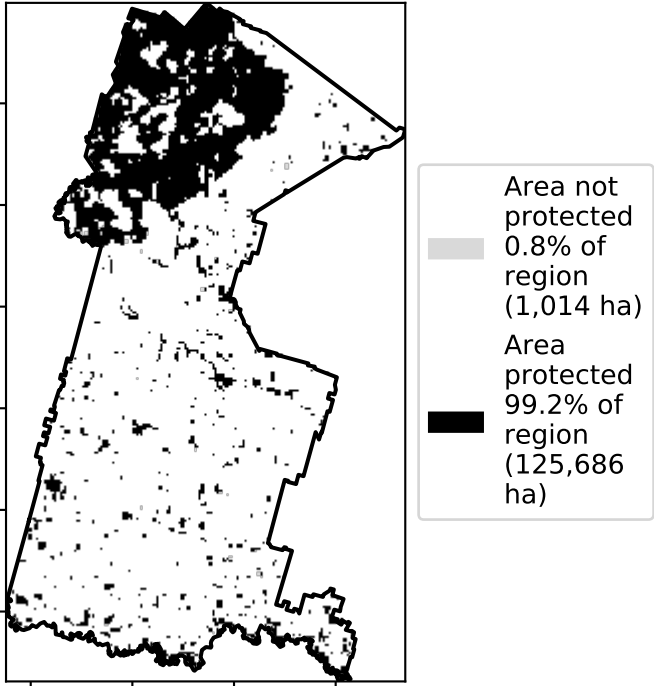 Area not
protected
0.8% of
region
(1,014 ha)
Area
protected
99.2% of
region
(125,686
ha)